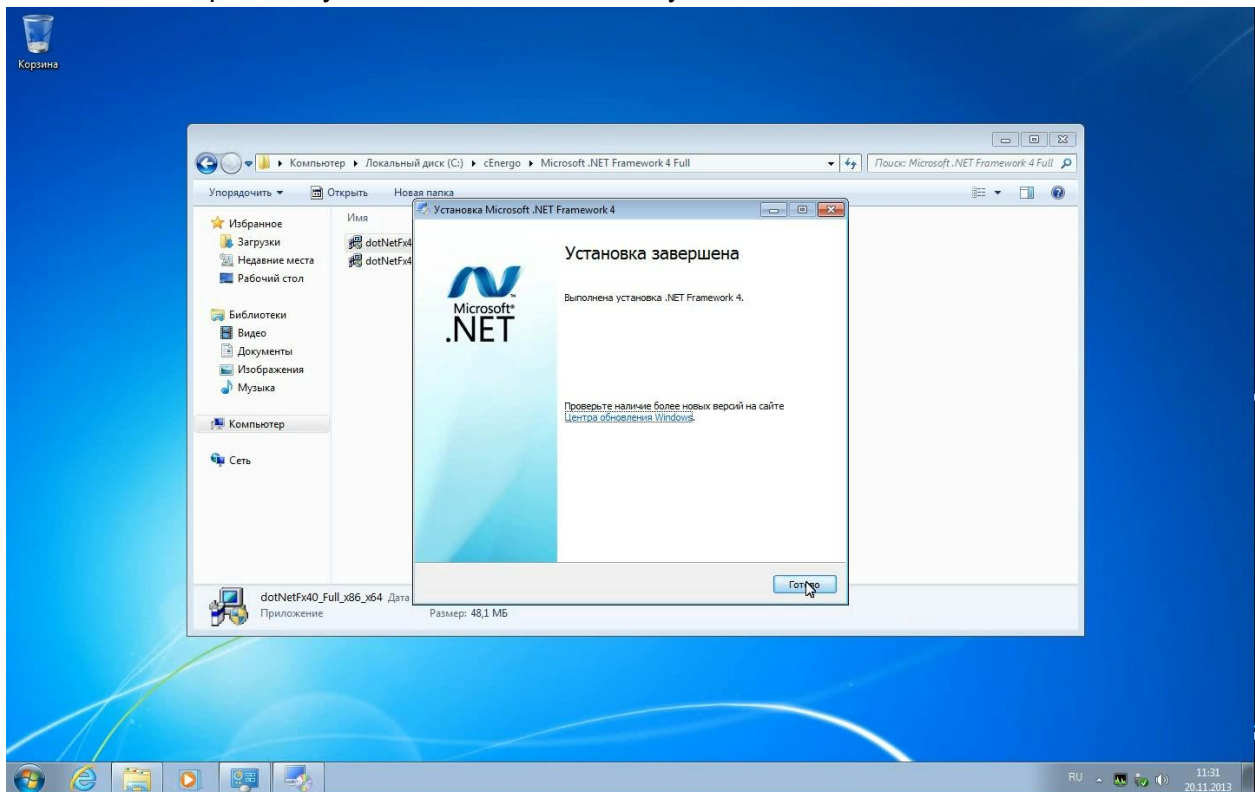 Корзина
Компьютер ▸ Локальный диск (C:) ▸ cEnergo ▸ Microsoft .NET Framework 4 Full
Поиск: Microsoft .NET Framework 4 Full
Упорядочить
Открыть
Новая папка
Избранное
Загрузки
Недавние места
Рабочий стол
Библиотеки
Видео
Документы
Изображения
Музыка
Компьютер
Сеть
Имя
dotNetFx4
dotNetFx4
Установка Microsoft .NET Framework 4
Microsoft®
.NET
Установка завершена
Выполнена установка .NET Framework 4.
Проверьте наличие более новых версий на сайте
Центра обновления Windows.
Готово
dotNetFx40_Full_x86_x64 Дата
Приложение
Размер: 48,1 МБ
RU
11:31
20.11.2013